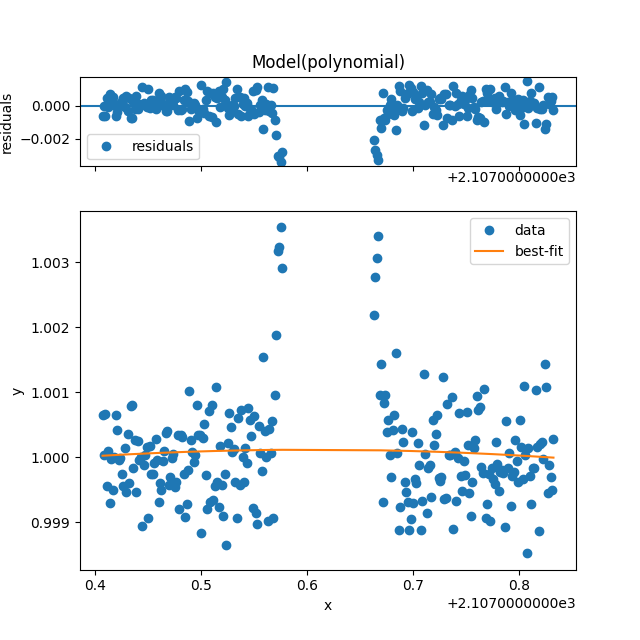 Model(polynomial)
residuals
0.000
−0.002
residuals
+2.1070000000e3
y
1.003
1.002
1.001
1.000
0.999
data
best-fit
0.4 0.5 0.6 0.7 0.8
x
+2.1070000000e3